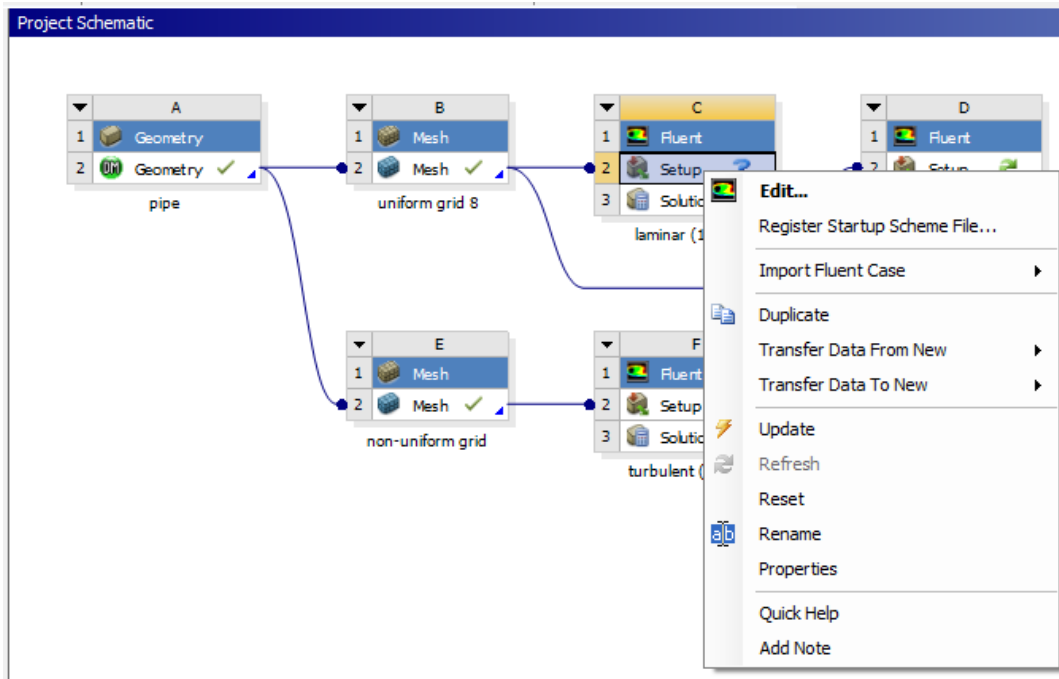 Project Schematic
A
1 Geometry
2 Geometry
pipe
B
1 Mesh
2 Mesh
uniform grid 8
C
1 Fluent
2 Setup ?
3
laminar
D
1 Fluent
2 Setup
E
1 Mesh
2 Mesh
non-uniform grid
F
1 Fluent
2 Setup
3
turbulent (
Edit...
Register Startup Scheme File...
Import Fluent Case
Duplicate
Transfer Data From New
Transfer Data To New
Update
Refresh
Reset
Rename
Properties
Quick Help
Add Note